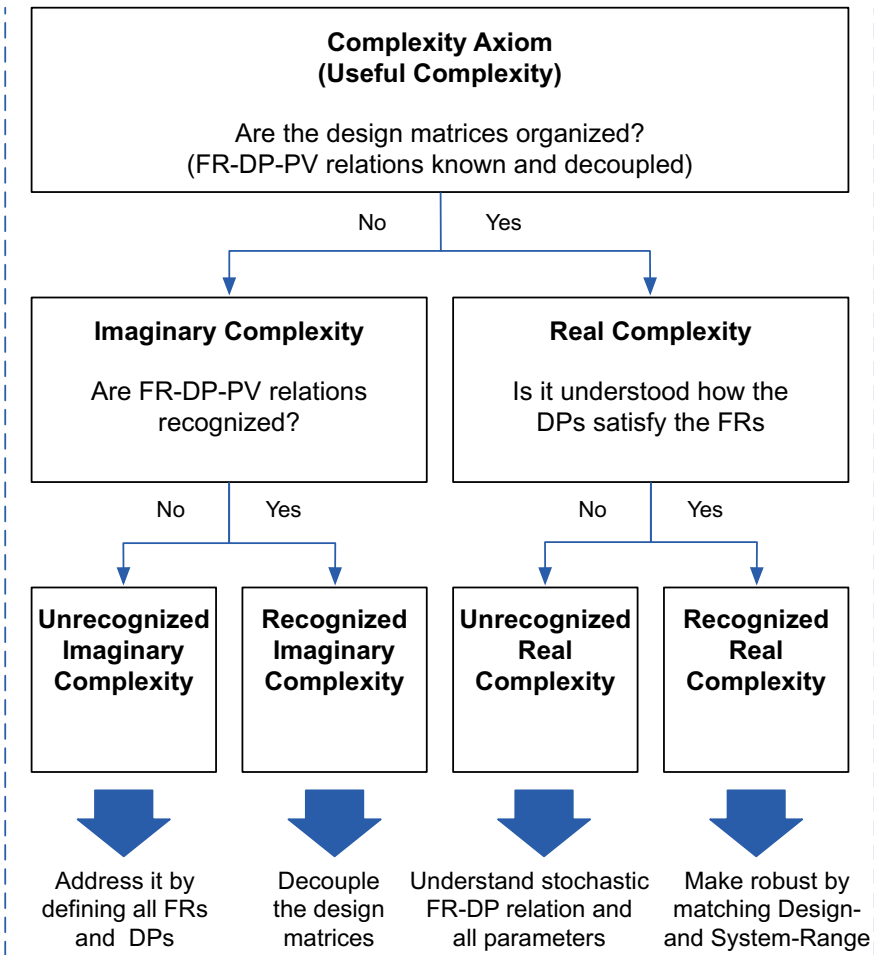 Complexity Axiom
(Useful Complexity)
Are the design matrices organized?
(FR-DP-PV relations known and decoupled)
No
Yes
Imaginary Complexity
Are FR-DP-PV relations
recognized?
Real Complexity
Is it understood how the
DPs satisfy the FRs
No
Yes
No
Yes
Unrecognized
Imaginary
Complexity
Recognized
Imaginary
Complexity
Unrecognized
Real
Complexity
Recognized
Real
Complexity
Address it by
defining all FRs
and DPs
Decouple
the design
matrices
Understand stochastic
FR-DP relation and
all parameters
Make robust by
matching Design-
and System-Range